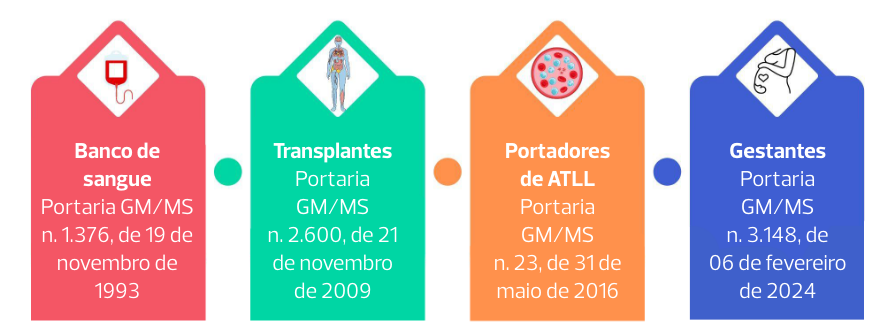 Banco de
sangue
Portaria GM/MS
n. 1.376, de 19 de
novembro de
1993
Transplantes
Portaria
GM/MS
n. 2.600, de 21
de novembro
de 2009
Portadores
de ATLL
Portaria
GM/MS
n. 23, de 31 de
maio de 2016
Gestantes
Portaria
GM/MS
n. 3.148, de
06 de fevereiro
de 2024